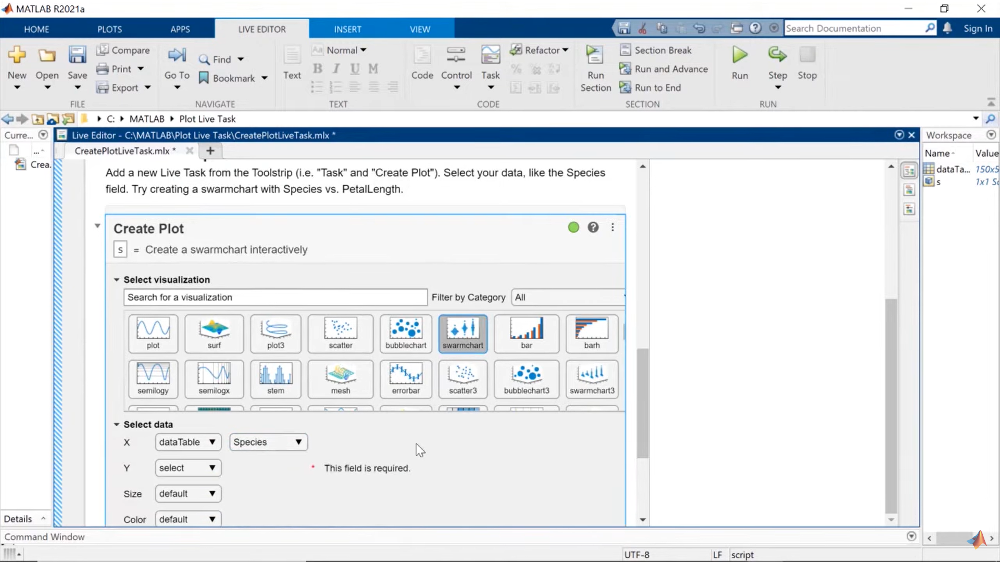 MATLAB R2021a
HOME PLOTS APPS LIVE EDITOR INSERT VIEW Search Documentation Sign In
New Open Save Compare Print Export FILE
Go To Find Bookmark NAVIGATE
Text Normal B I U M TEXT
Code Control Task Refactor CODE
Run Section Section Break Run and Advance Run to End SECTION
Run Step Stop RUN
C: MATLAB Plot Live Task
Curre...
Live Editor - C:\MATLAB\Plot Live Task\CreatePlotLiveTask.mlx *
Workspace
CreatePlotLiveTask.mlx * +
...
Crea.
Name Value
dataTa... 150x5
s 1x1 Sc
Add a new Live Task from the Toolstrip (i.e. "Task" and "Create Plot"). Select your data, like the Species
field. Try creating a swarmchart with Species vs. PetalLength.
Create Plot
s = Create a swarmchart interactively
Select visualization
Search for a visualization Filter by Category All
plot surf plot3 scatter bubblechart swarmchart bar barh
semilogy semilogx stem mesh errorbar scatter3 bubblechart3 swarmchart3
Select data
X dataTable Species
Y select * This field is required.
Size default
Color default
Details
Command Window
UTF-8 LF script